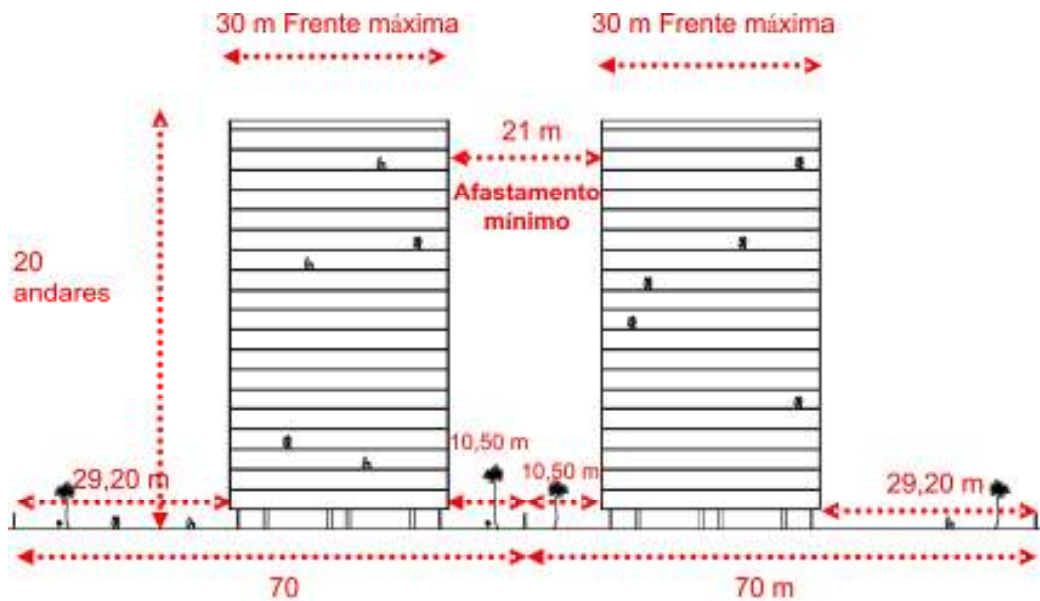 30 m Frente máxima
30 m Frente máxima
21 m
Afastamento
mínimo
20
andares
10,50 m
10,50 m
29,20 m
29,20 m
70
70 m